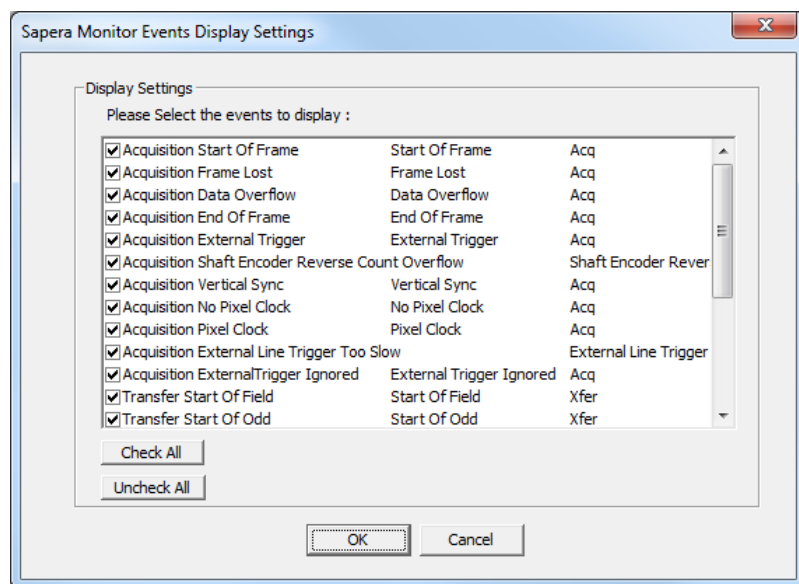 Sapera Monitor Events Display Settings
Display Settings
Please Select the events to display :
Acquisition Start Of Frame Start Of Frame Acq
Acquisition Frame Lost Frame Lost Acq
Acquisition Data Overflow Data Overflow Acq
Acquisition End Of Frame End Of Frame Acq
Acquisition External Trigger External Trigger Acq
Acquisition Shaft Encoder Reverse Count Overflow Shaft Encoder Rever
Acquisition Vertical Sync Vertical Sync Acq
Acquisition No Pixel Clock No Pixel Clock Acq
Acquisition Pixel Clock Pixel Clock Acq
Acquisition External Line Trigger Too Slow External Line Trigger
Acquisition ExternalTrigger Ignored External Trigger Ignored Acq
Transfer Start Of Field Start Of Field Xfer
Transfer Start Of Odd Start Of Odd Xfer
Check All
Uncheck All
OK Cancel